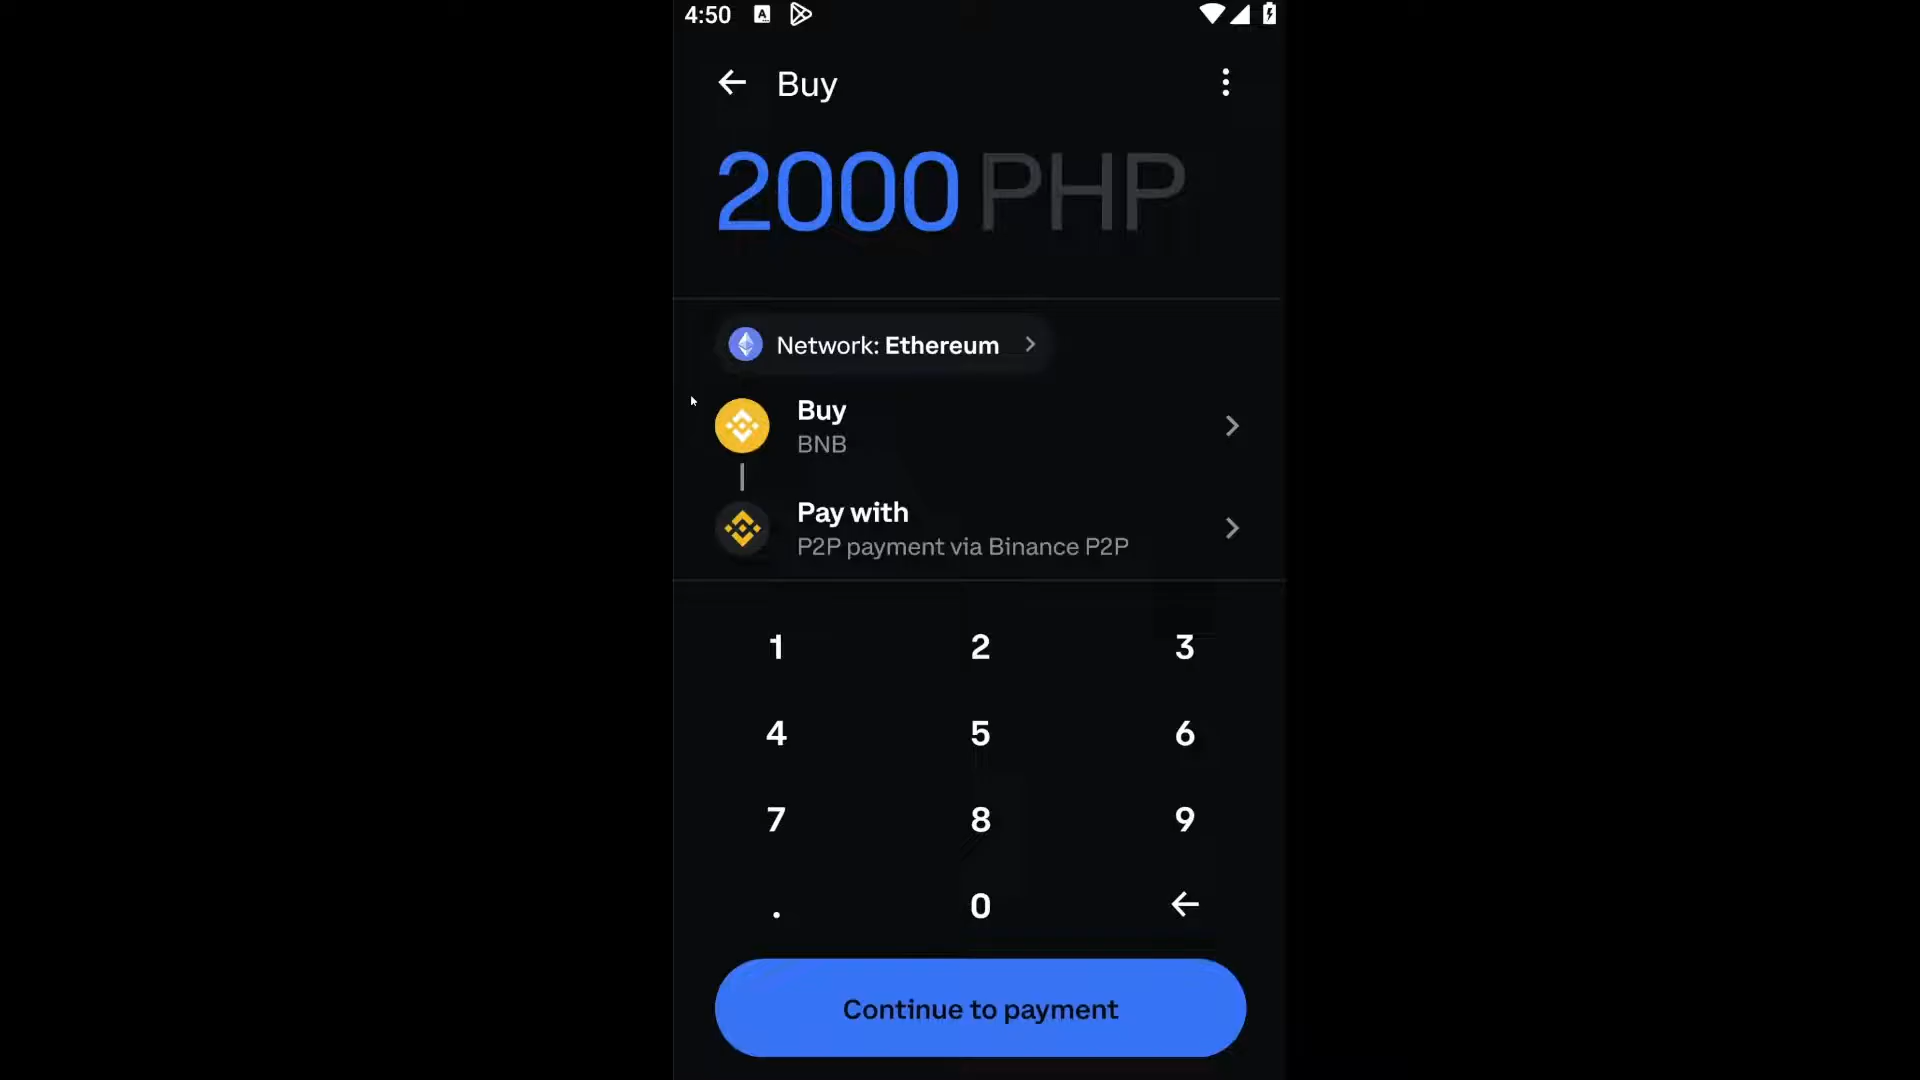 4:50
Buy
2000 PHP
Network: Ethereum
Buy
BNB
Pay with
P2P payment via Binance P2P
1 2 3
4 5 6
7 8 9
. 0
Continue to payment